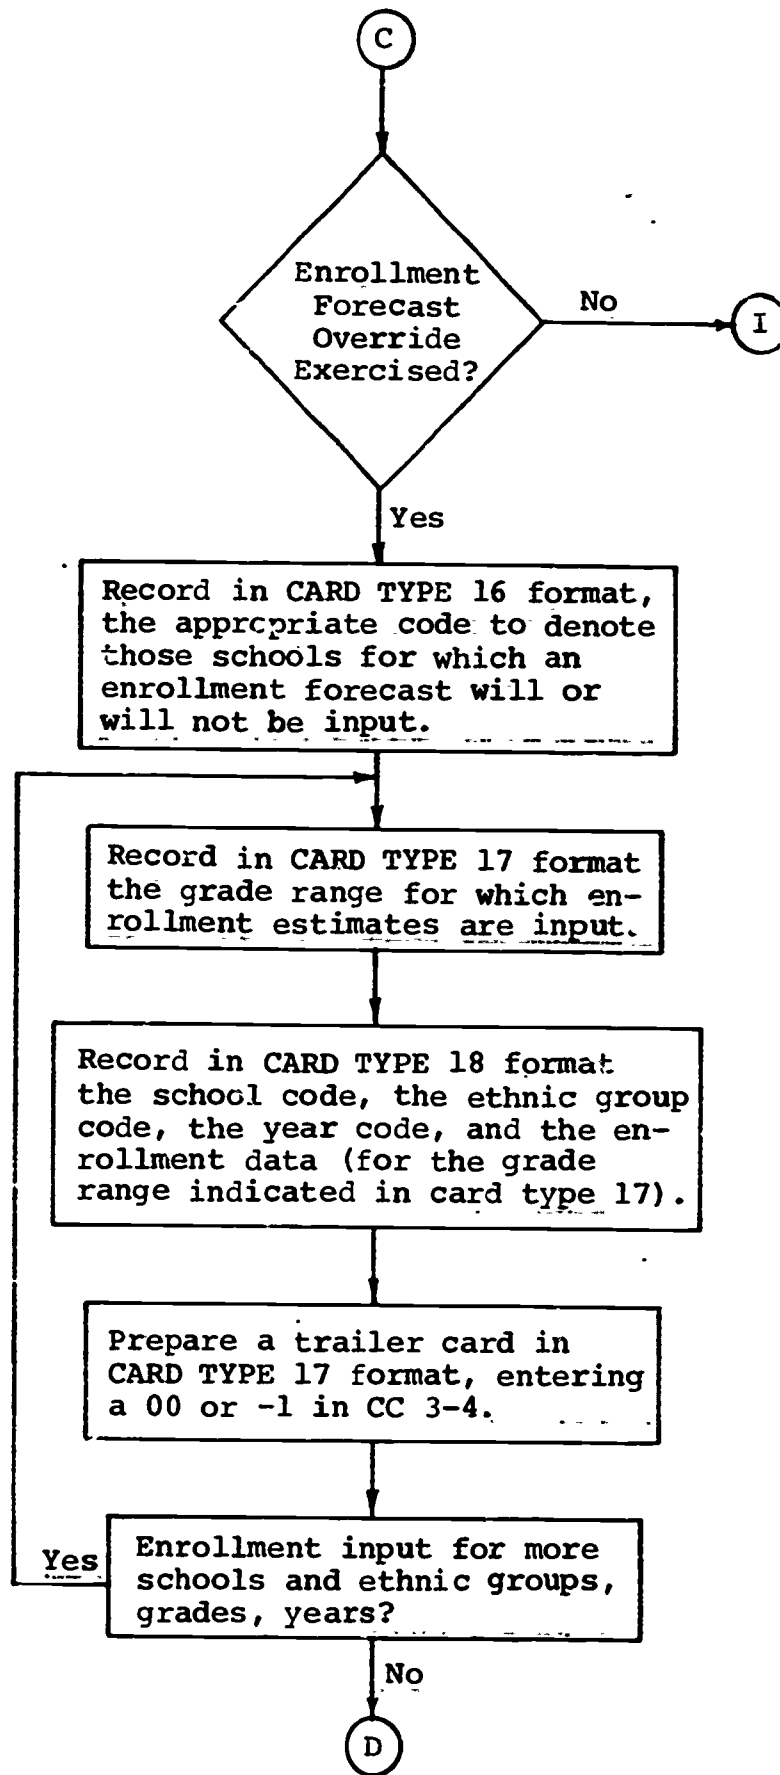 C
Enrollment
Forecast
Override
Exercised?
No
I
Yes
Record in CARD TYPE 16 format,
the appropriate code to denote
those schools for which an
enrollment forecast will or
will not be input.
Record in CARD TYPE 17 format
the grade range for which en-
rollment estimates are input.
Record in CARD TYPE 18 format
the school code, the ethnic group
code, the year code, and the en-
rollment data (for the grade
range indicated in card type 17).
Prepare a trailer card in
CARD TYPE 17 format, entering
a 00 or -1 in CC 3-4.
Yes
Enrollment input for more
schools and ethnic groups,
grades, years?
No
D